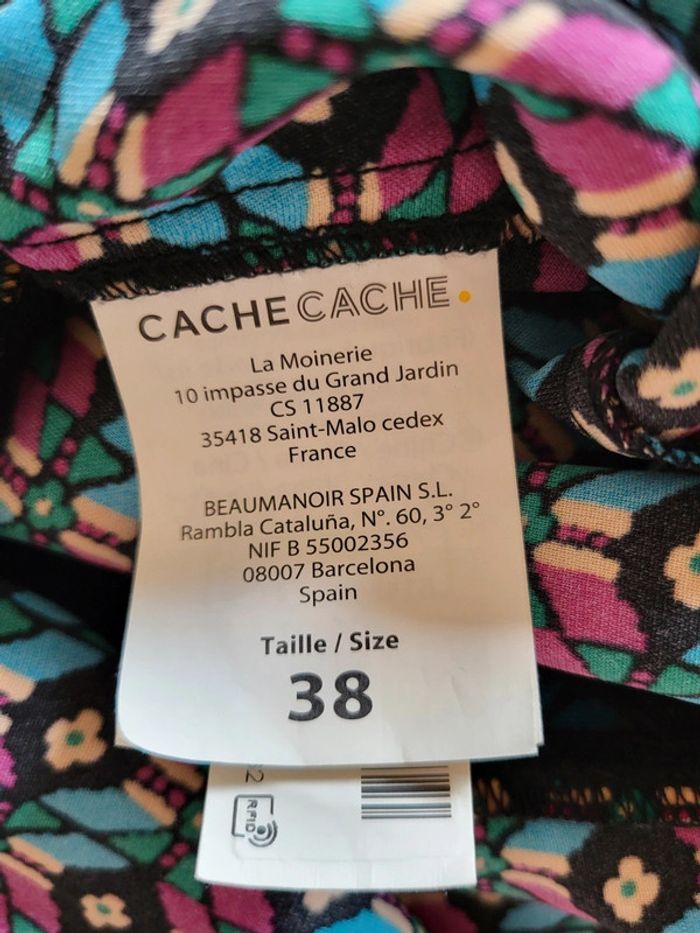 CACHE CACHE.
La Moinerie
10 impasse du Grand Jardin
CS 11887
35418 Saint-Malo cedex
France
BEAUMANOIR SPAIN S.L.
Rambla Cataluña, N°. 60, 3° 2°
NIF B 55002356
08007 Barcelona
Spain
Taille / Size
38
RFID